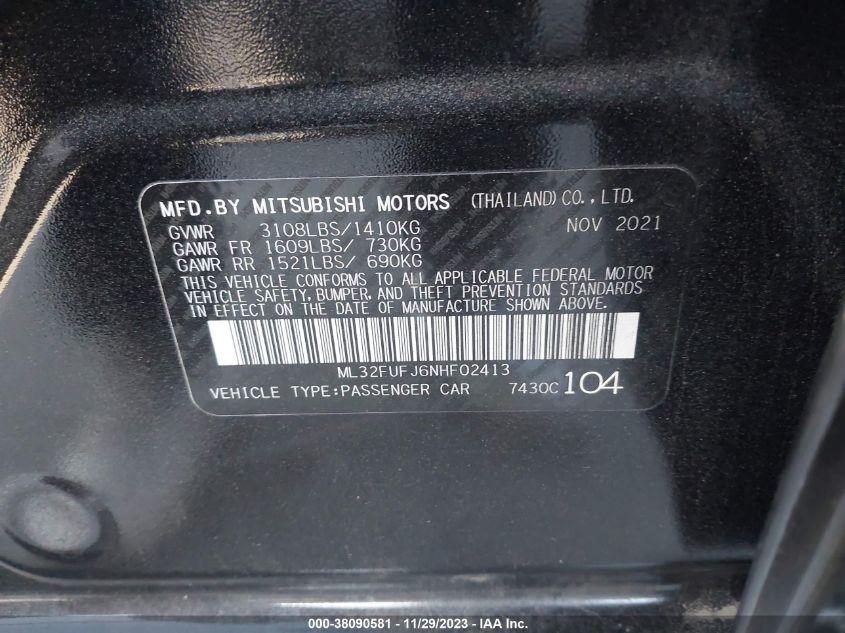 MFD.BY MITSUBISHI MOTORS (THAILAND)CO.,LTD.
GVWR 3108LBS/1410KG NOV 2021
GAWR FR 1609LBS/ 730KG
GAWR RR 1521LBS/ 690KG
THIS VEHICLE CONFORMS TO ALL APPLICABLE FEDERAL MOTOR
VEHICLE SAFETY, BUMPER, AND THEFT PREVENTION STANDARDS
IN EFFECT ON THE DATE OF MANUFACTURE SHOWN ABOVE.
ML32FUFJ6NHF02413
VEHICLE TYPE:PASSENGER CAR 7430C 104
000-38090581 - 11/29/2023 - IAA Inc.